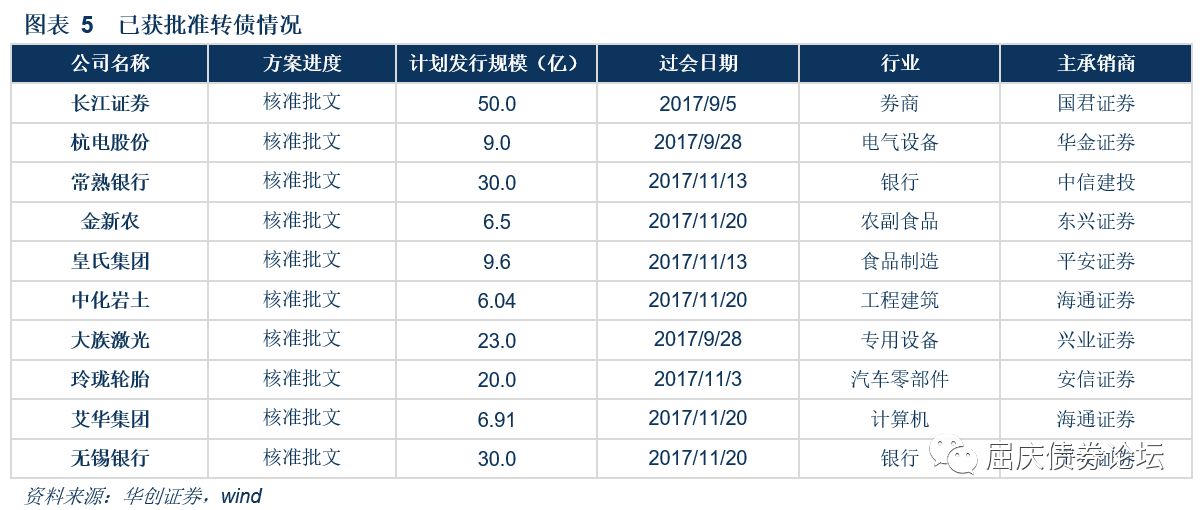 图表 5 已获批准转债情况
公司名称 方案进度 计划发行规模（亿） 过会日期 行业 主承销商
长江证券 核准批文 50.0 2017/9/5 券商 国君证券
杭电股份 核准批文 9.0 2017/9/28 电气设备 华金证券
常熟银行 核准批文 30.0 2017/11/13 银行 中信建投
金新农 核准批文 6.5 2017/11/20 农副食品 东兴证券
皇氏集团 核准批文 9.6 2017/11/13 食品制造 平安证券
中化岩土 核准批文 6.04 2017/11/20 工程建筑 海通证券
大族激光 核准批文 23.0 2017/9/28 专用设备 兴业证券
玲珑轮胎 核准批文 20.0 2017/11/3 汽车零部件 安信证券
艾华集团 核准批文 6.91 2017/11/20 计算机 海通证券
无锡银行 核准批文 30.0 2017/11/20 银行
屈庆债券论坛
资料来源：华创证券，wind